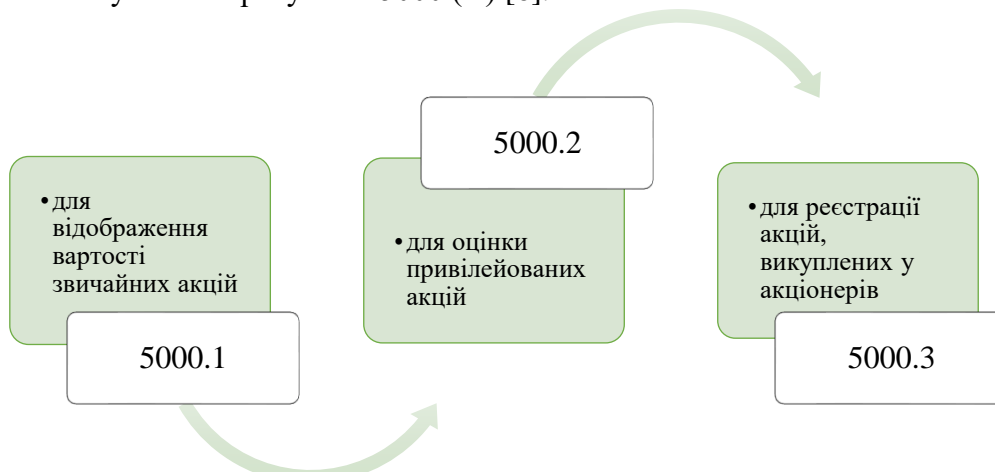 5000.2
5000
• для
відображення
вартості
звичайних акцій
5000.1
• для оцінки
привілейованих
акцій
• для реєстрації
акцій,
викуплених у
акціонерів
5000.3